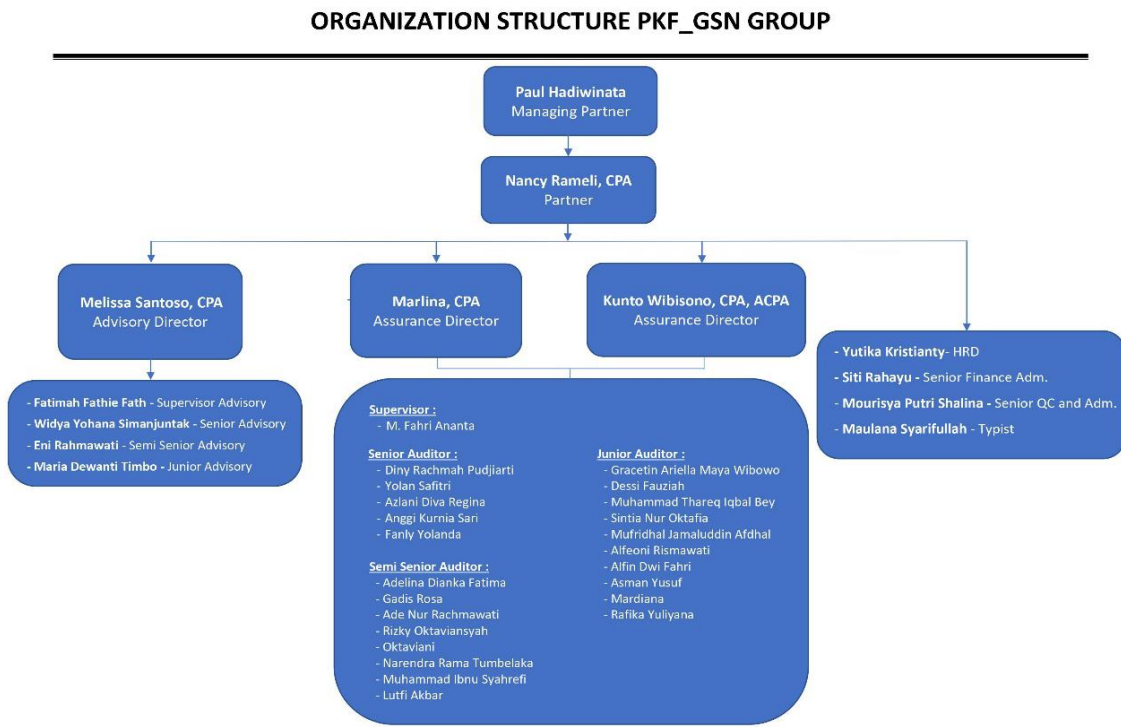 ORGANIZATION STRUCTURE PKF_GSN GROUP
Paul Hadiwinata
Managing Partner
Nancy Rameli, CPA
Partner
Melissa Santoso, CPA
Advisory Director
Marlina, CPA
Assurance Director
Kunto Wibisono, CPA, ACPA
Assurance Director
- Fatimah Fathie Fath - Supervisor Advisory
- Widya Yohana Simanjuntak - Senior Advisory
- Eni Rahmawati - Semi Senior Advisory
- Maria Dewanti Timbo - Junior Advisory
Supervisor :
- M. Fahri Ananta
Senior Auditor :
- Diny Rachmah Pudjiarti
- Yolan Safitri
- Azlani Diva Regina
- Anggi Kurnia Sari
- Fanly Yolanda
Semi Senior Auditor :
- Adelina Dianka Fatima
- Gadis Rosa
- Ade Nur Rachmawati
- Rizky Oktaviansyah
- Oktaviani
- Narendra Rama Tumbelaka
- Muhammad Ibnu Syahrefi
- Lutfi Akbar
Junior Auditor :
- Gracetin Ariella Maya Wibowo
- Dessi Fauziah
- Muhammad Thareq Iqbal Bey
- Sintia Nur Oktafia
- Mufridhal Jamaluddin Afdhal
- Alfeoni Rismawati
- Alfin Dwi Fahri
- Asman Yusuf
- Mardiana
- Rafika Yuliyana
- Yutika Kristianty- HRD
- Siti Rahayu - Senior Finance Adm.
- Mourisya Putri Shalina - Senior QC and Adm.
- Maulana Syarifullah - Typist